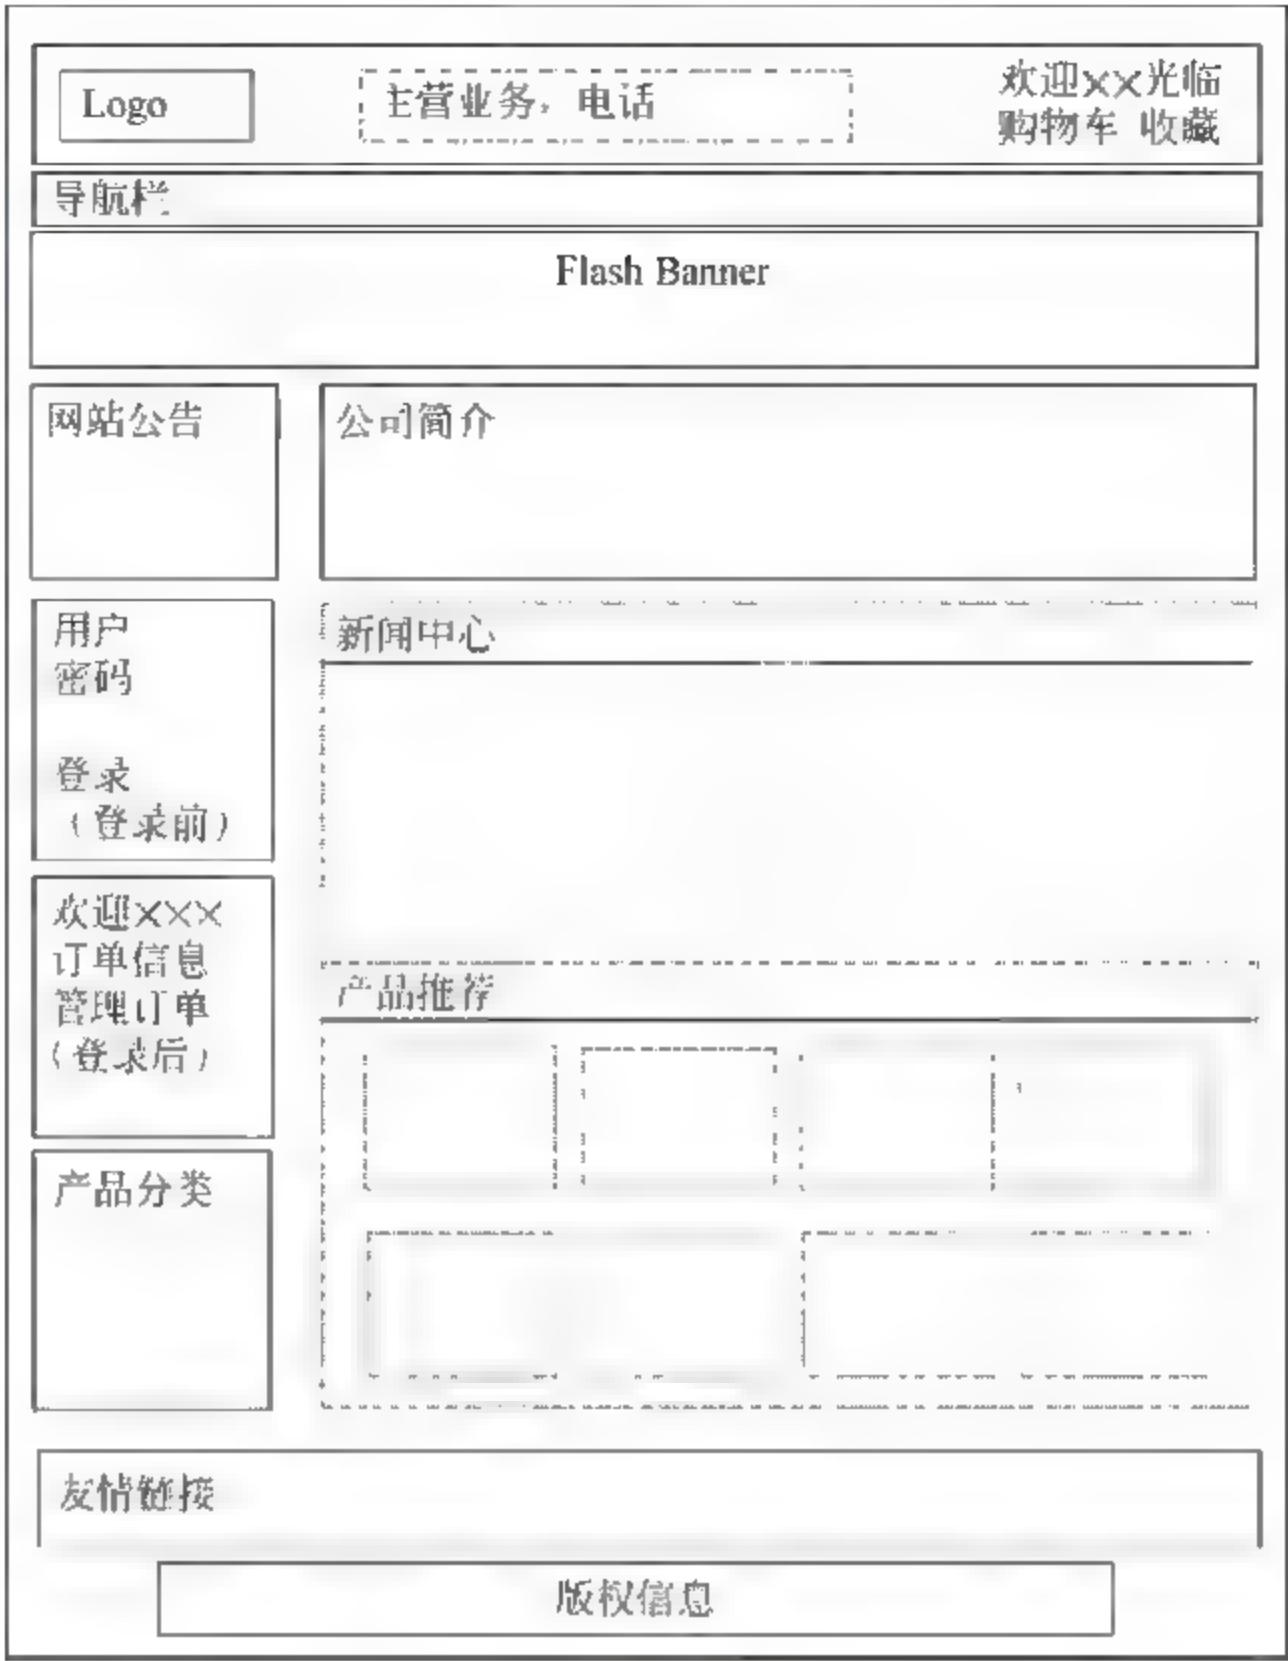 Logo
主营业务，电话
欢迎××光临
购物车 收藏
导航栏
Flash Banner
网站公告
公司简介
用户
密码
登录
（登录前）
新闻中心
欢迎×××
订单信息
管理订单
（登录后）
产品推荐
产品分类
友情链接
版权信息